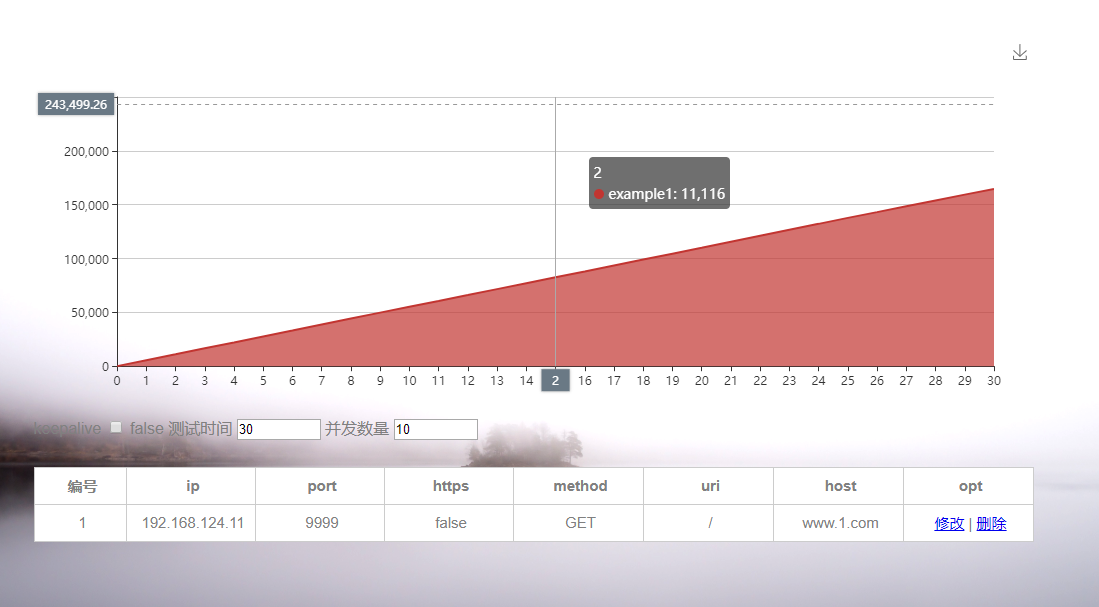 243,499.26
200,000
150,000
100,000
50,000
0
2
example1: 11,116
0 1 2 3 4 5 6 7 8 9 10 11 12 13 14 2 16 17 18 19 20 21 22 23 24 25 26 27 28 29 30
keepalive false 测试时间 30 并发数量 10
编号 ip port https method uri host opt
1 192.168.124.11 9999 false GET / www.1.com 修改 | 删除